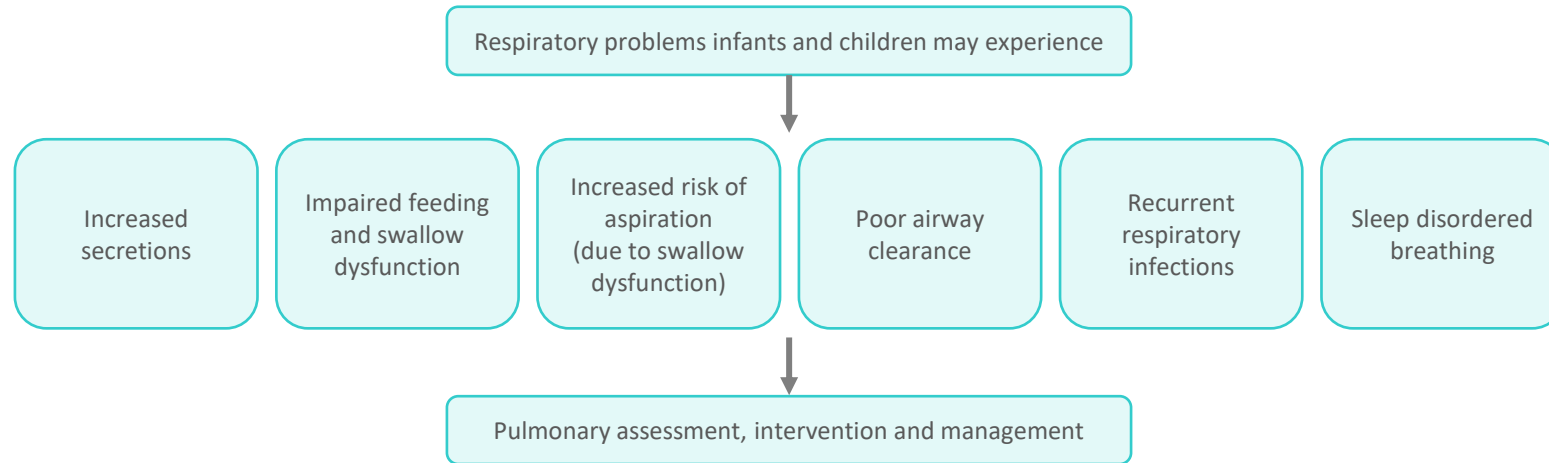 Respiratory problems infants and children may experience
Increased
secretions
Impaired feeding
and swallow
dysfunction
Increased risk of
aspiration
(due to swallow
dysfunction)
Poor airway
clearance
Recurrent
respiratory
infections
Sleep disordered
breathing
Pulmonary assessment, intervention and management